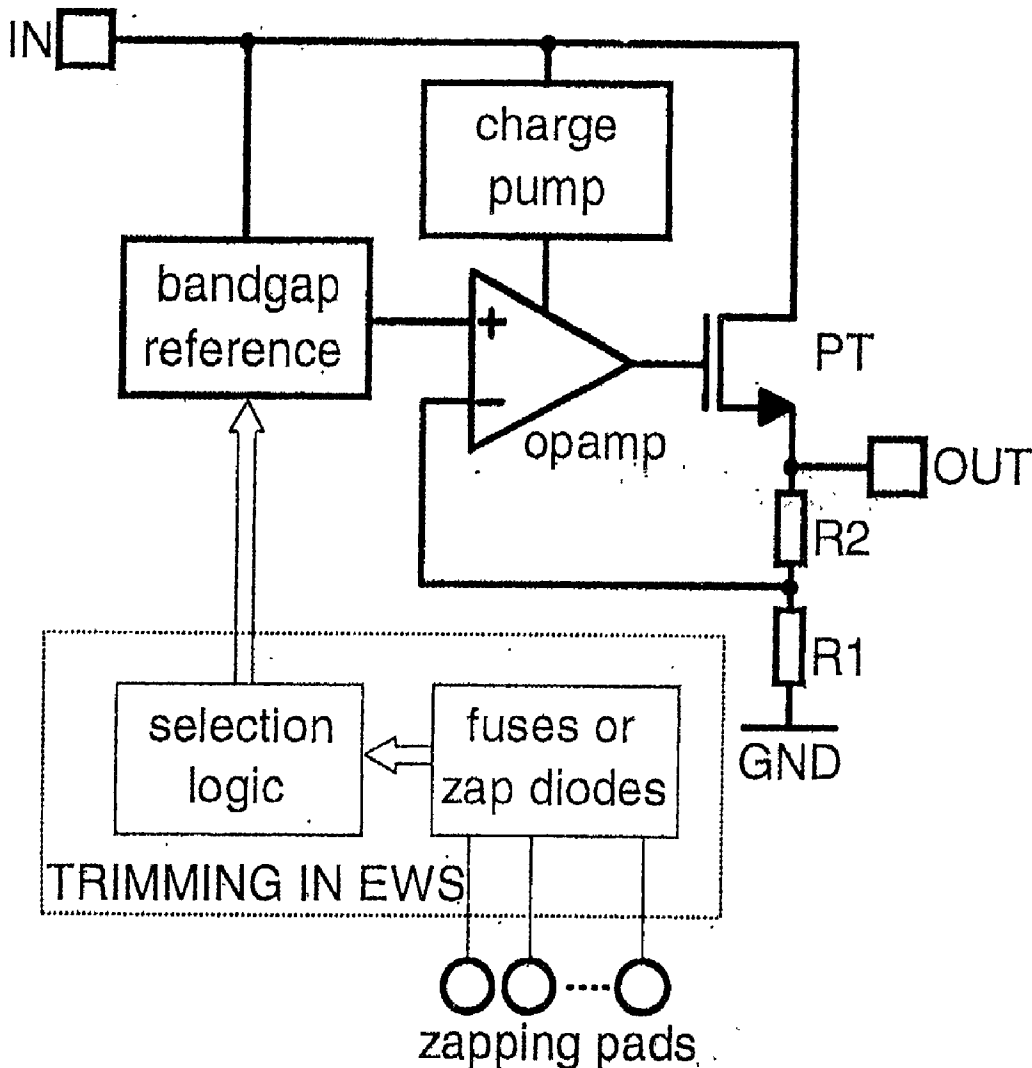 IN
charge
pump
bandgap
reference
+
−
opamp
PT
OUT
R2
R1
GND
selection
logic
fuses or
zap diodes
TRIMMING IN EWS
zapping pads